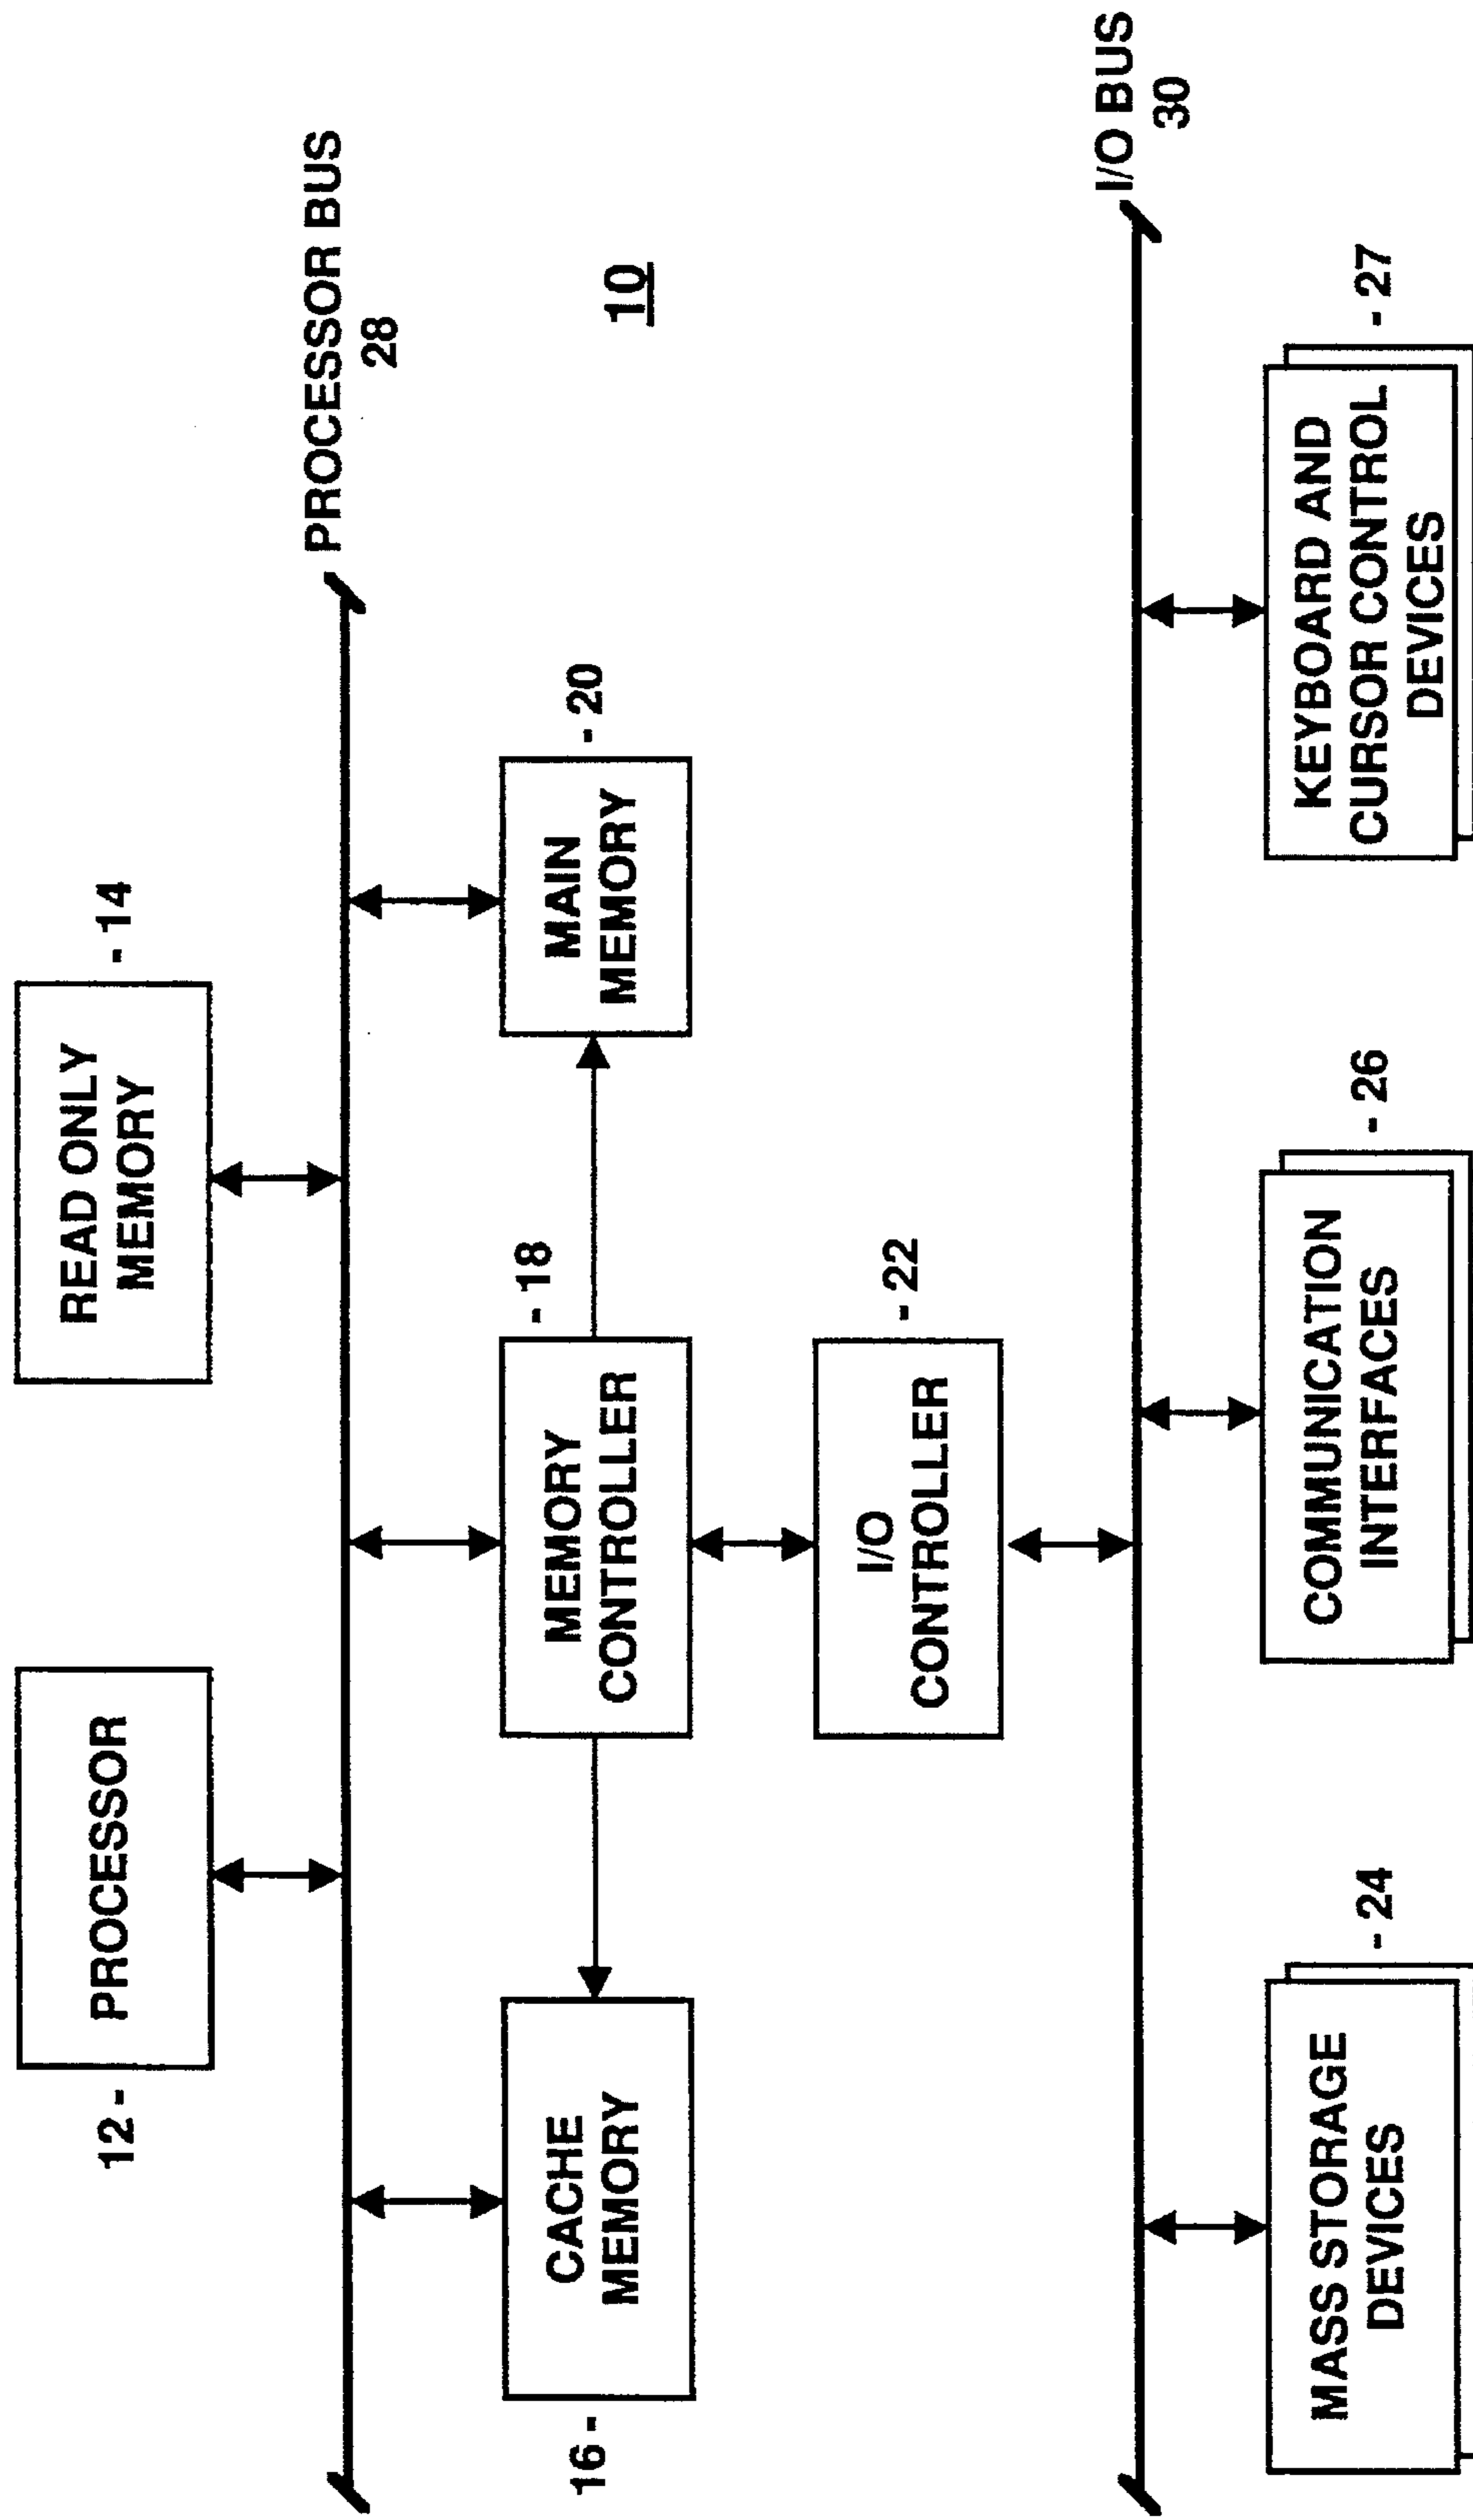 12 -
PROCESSOR
READ ONLY
MEMORY
- 14
PROCESSOR BUS
28
16 -
CACHE
MEMORY
- 18
MEMORY
CONTROLLER
MAIN
MEMORY
- 20
10
- 22
I/O
CONTROLLER
I/O BUS
30
- 24
MASS STORAGE
DEVICES
- 26
COMMUNICATION
INTERFACES
- 27
KEYBOARD AND
CURSOR CONTROL
DEVICES